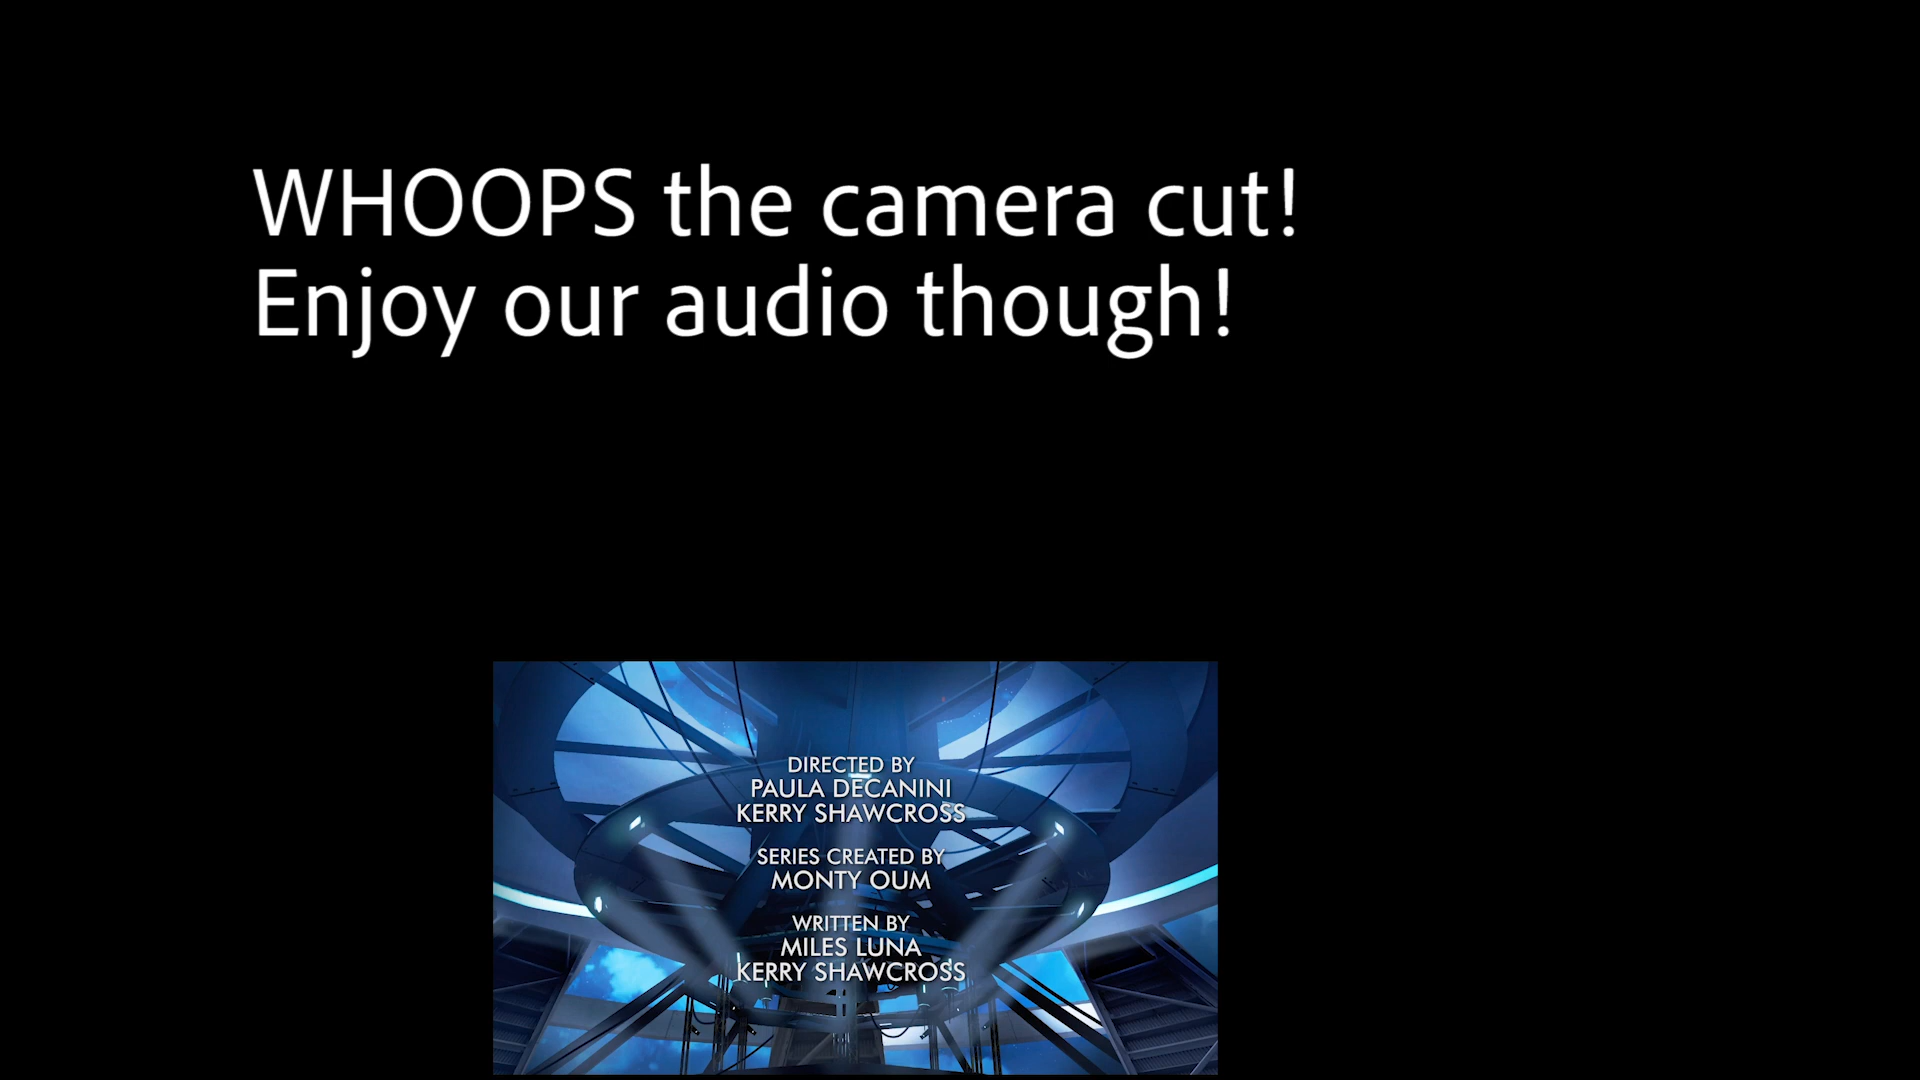 WHOOPS the camera cut!
Enjoy our audio though!
DIRECTED BY
PAULA DECANINI
KERRY SHAWCROSS
SERIES CREATED BY
MONTY OUM
WRITTEN BY
MILES LUNA
KERRY SHAWCROSS